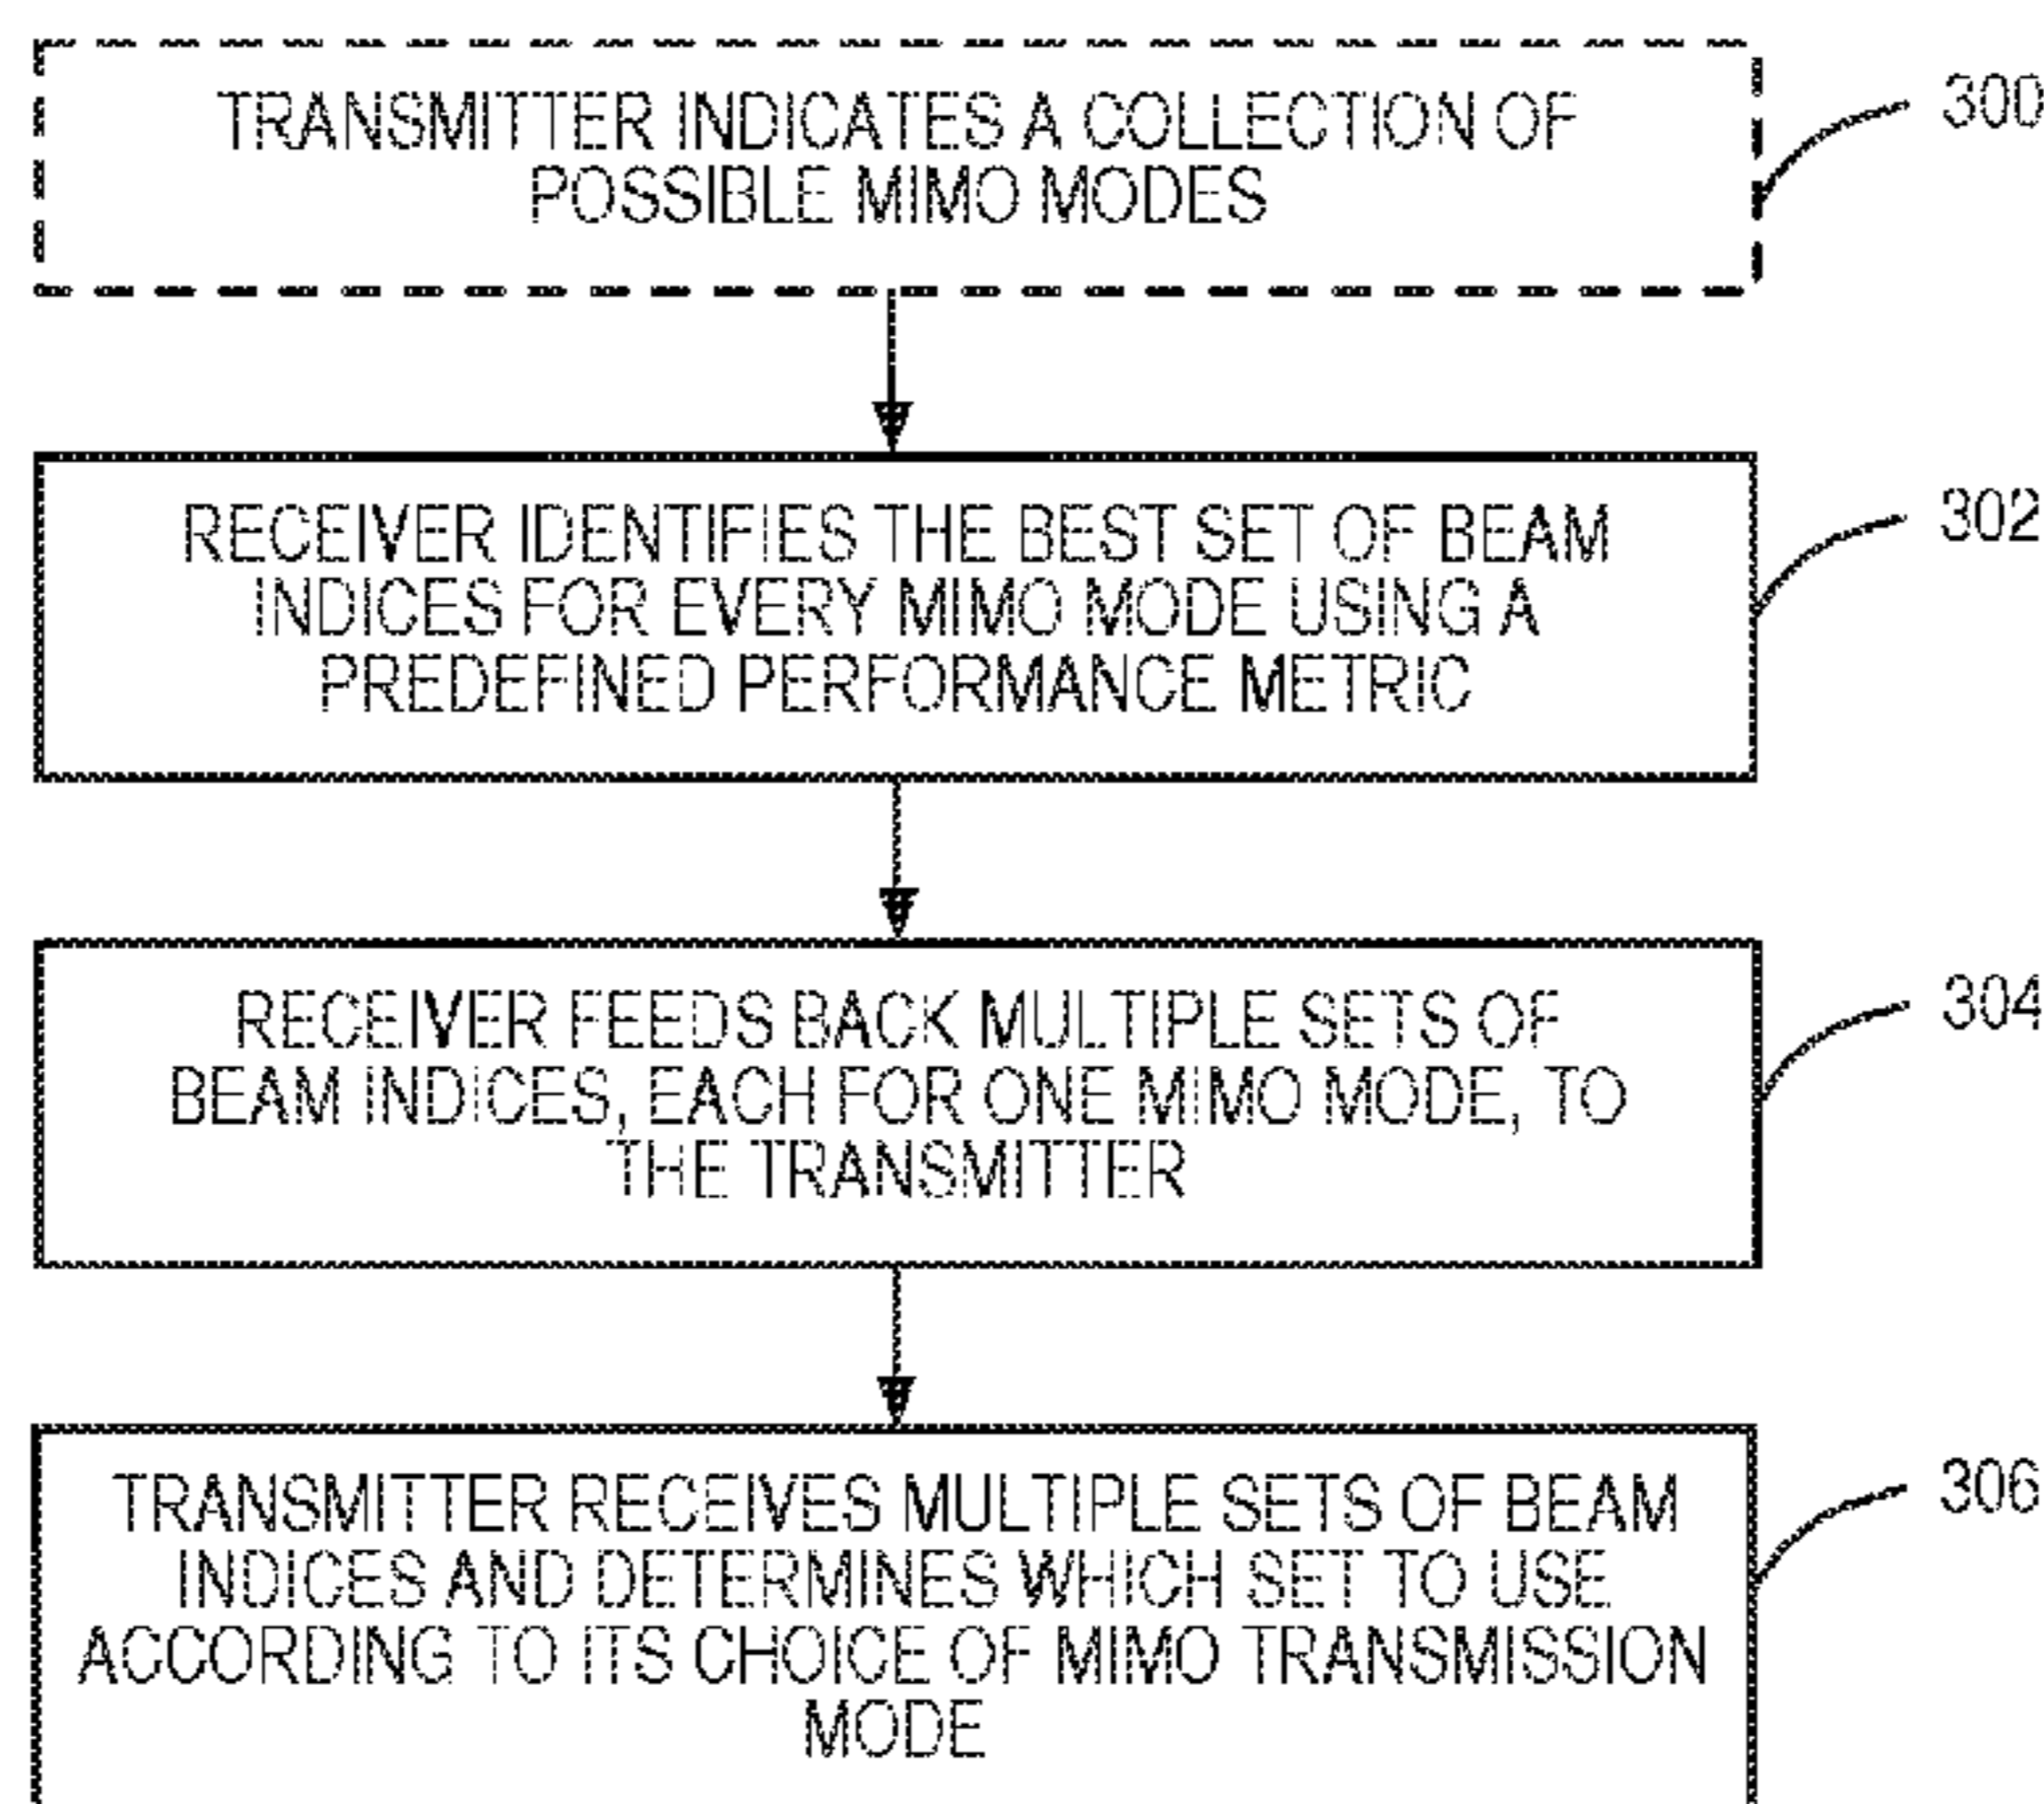 TRANSMITTER INDICATES A COLLECTION OF
POSSIBLE MIMO MODES
300
RECEIVER IDENTIFIES THE BEST SET OF BEAM
INDICES FOR EVERY MIMO MODE USING A
PREDEFINED PERFORMANCE METRIC
302
RECEIVER FEEDS BACK MULTIPLE SETS OF
BEAM INDICES, EACH FOR ONE MIMO MODE, TO
THE TRANSMITTER
304
TRANSMITTER RECEIVES MULTIPLE SETS OF BEAM
INDICES AND DETERMINES WHICH SET TO USE
ACCORDING TO ITS CHOICE OF MIMO TRANSMISSION
MODE
306